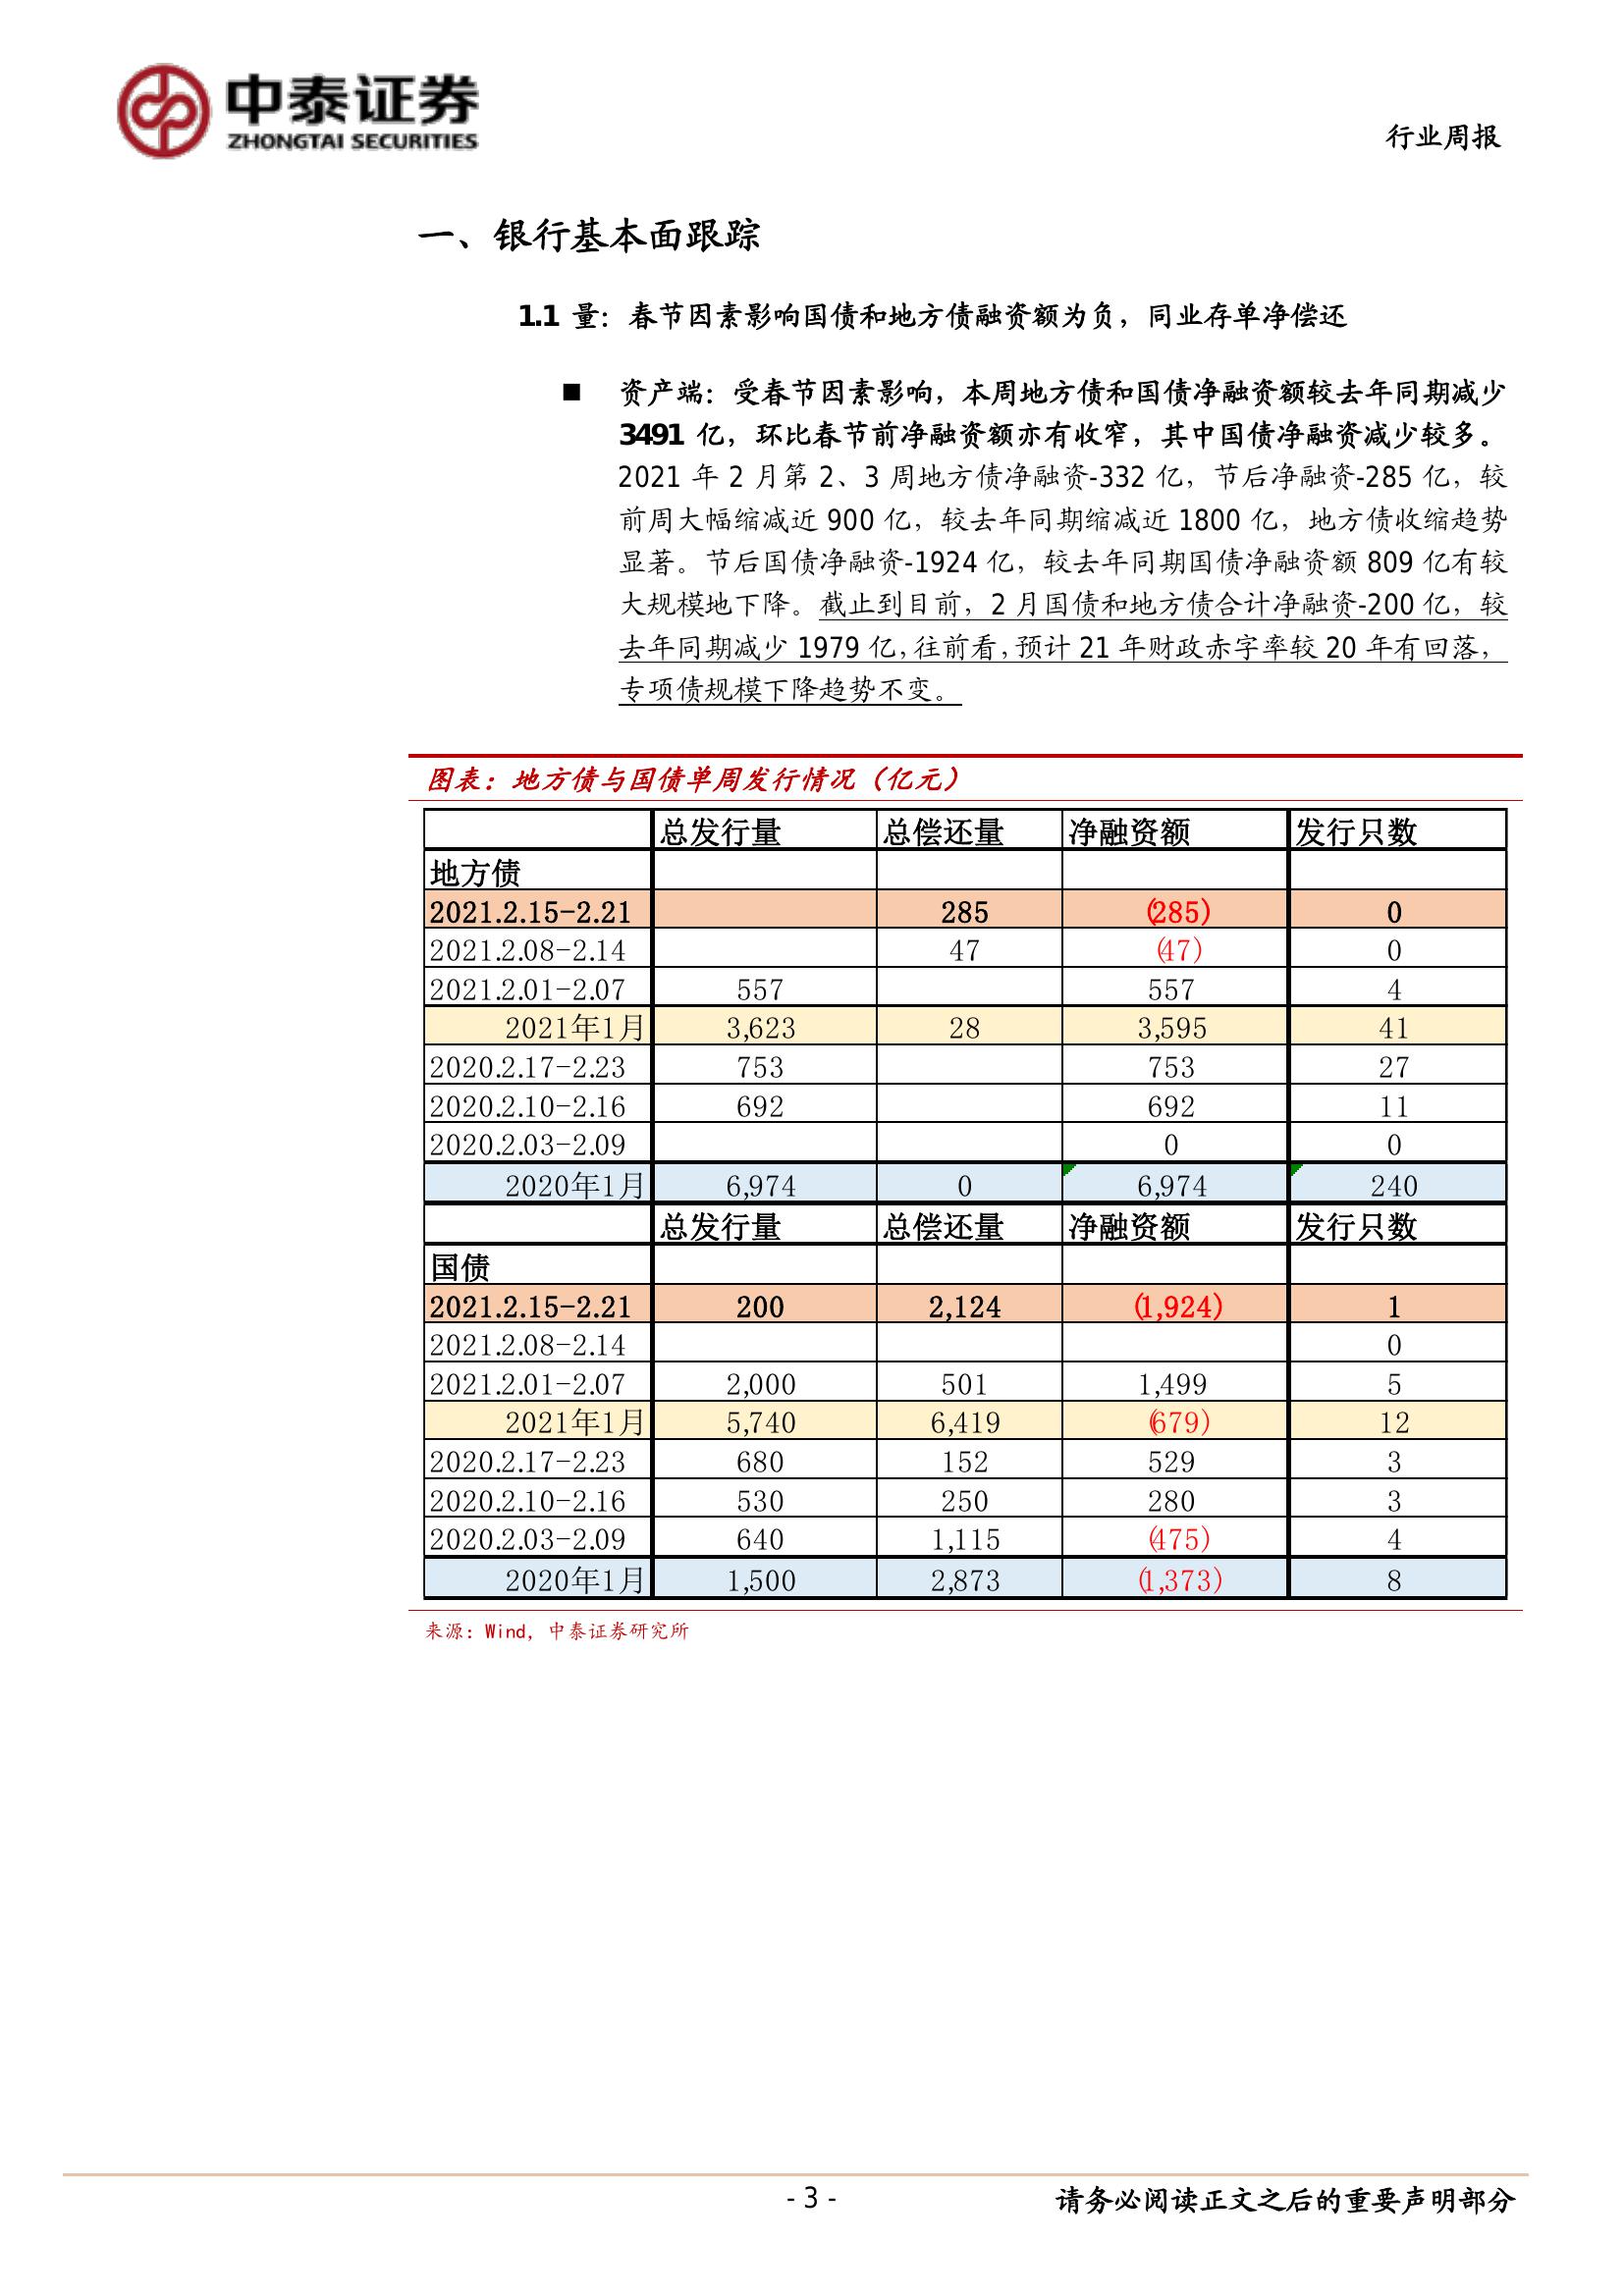 中泰证券
ZHONGTAI SECURITIES
行业周报
一、银行基本面跟踪
1.1 量：春节因素影响国债和地方债融资额为负，同业存单净偿还
■ 资产端：受春节因素影响，本周地方债和国债净融资额较去年同期减少
3491 亿，环比春节前净融资额亦有收窄，其中国债净融资减少较多。
2021 年 2 月第 2、3 周地方债净融资-332 亿，节后净融资-285 亿，较
前周大幅缩减近 900 亿，较去年同期缩减近 1800 亿，地方债收缩趋势
显著。节后国债净融资-1924 亿，较去年同期国债净融资额 809 亿有较
大规模地下降。截止到目前，2 月国债和地方债合计净融资-200 亿，较
去年同期减少 1979 亿，往前看，预计 21 年财政赤字率较 20 年有回落，
专项债规模下降趋势不变。
图表：地方债与国债单周发行情况（亿元）
总发行量 总偿还量 净融资额 发行只数
地方债
2021.2.15-2.21 285 (285) 0
2021.2.08-2.14 47 (47) 0
2021.2.01-2.07 557 557 4
2021年1月 3,623 28 3,595 41
2020.2.17-2.23 753 753 27
2020.2.10-2.16 692 692 11
2020.2.03-2.09 0 0
2020年1月 6,974 0 6,974 240
总发行量 总偿还量 净融资额 发行只数
国债
2021.2.15-2.21 200 2,124 (1,924) 1
2021.2.08-2.14 0
2021.2.01-2.07 2,000 501 1,499 5
2021年1月 5,740 6,419 (679) 12
2020.2.17-2.23 680 152 529 3
2020.2.10-2.16 530 250 280 3
2020.2.03-2.09 640 1,115 (475) 4
2020年1月 1,500 2,873 (1,373) 8
来源：Wind，中泰证券研究所
- 3 - 请务必阅读正文之后的重要声明部分